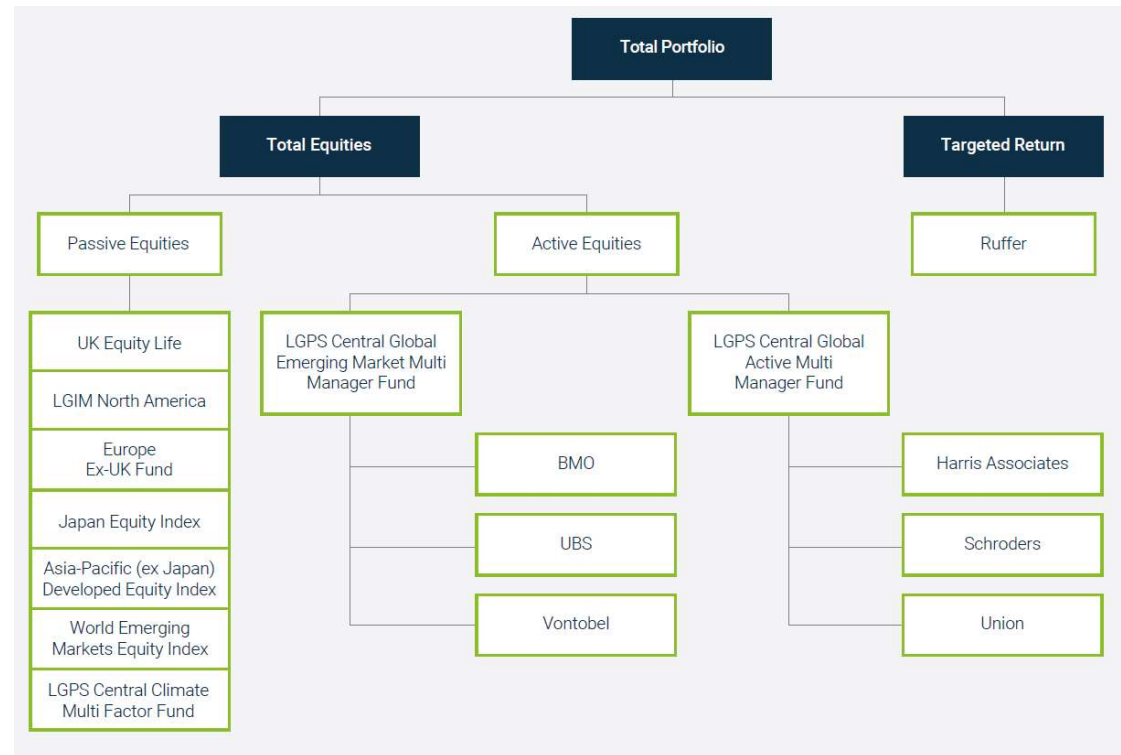 Total Portfolio
Total Equities
Targeted Return
Passive Equities
Active Equities
Ruffer
UK Equity Life
LGIM North America
Europe
Ex-UK Fund
Japan Equity Index
Asia-Pacific (ex Japan)
Developed Equity Index
World Emerging
Markets Equity Index
LGPS Central Climate
Multi Factor Fund
LGPS Central Global
Emerging Market Multi
Manager Fund
BMO
UBS
Vontobel
LGPS Central Global
Active Multi
Manager Fund
Harris Associates
Schroders
Union